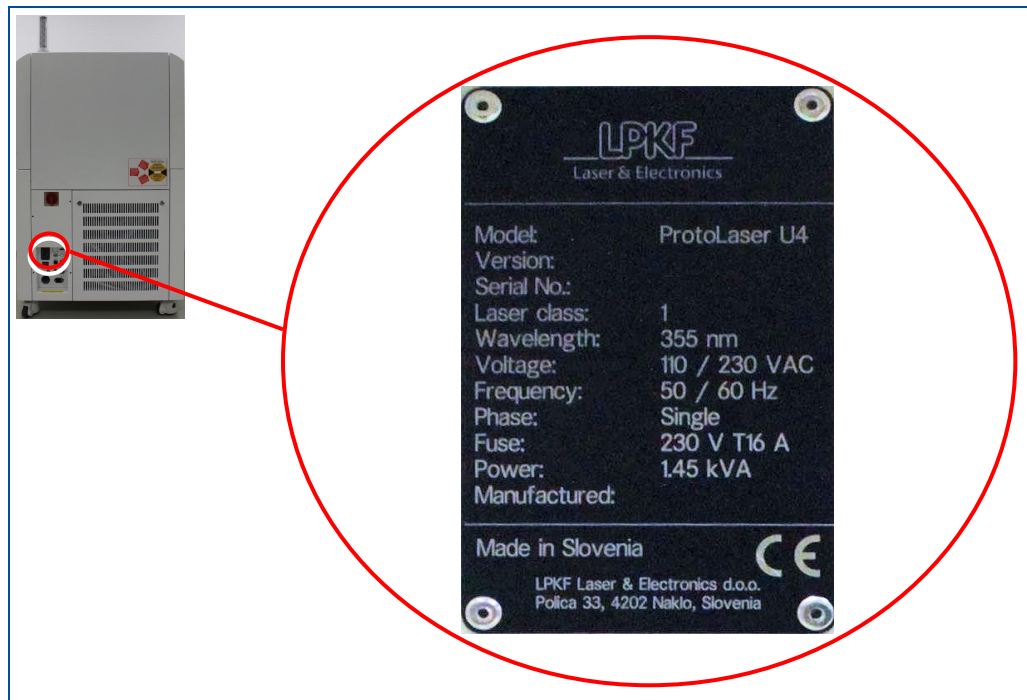 LPKF
Laser & Electronics
Model: ProtoLaser U4
Version:
Serial No.:
Laser class: 1
Wavelength: 355 nm
Voltage: 110 / 230 VAC
Frequency: 50 / 60 Hz
Phase: Single
Fuse: 230 V T16 A
Power: 1.45 kVA
Manufactured:
Made in Slovenia
CE
LPKF Laser & Electronics d.o.o.
Polica 33, 4202 Naklo, Slovenia